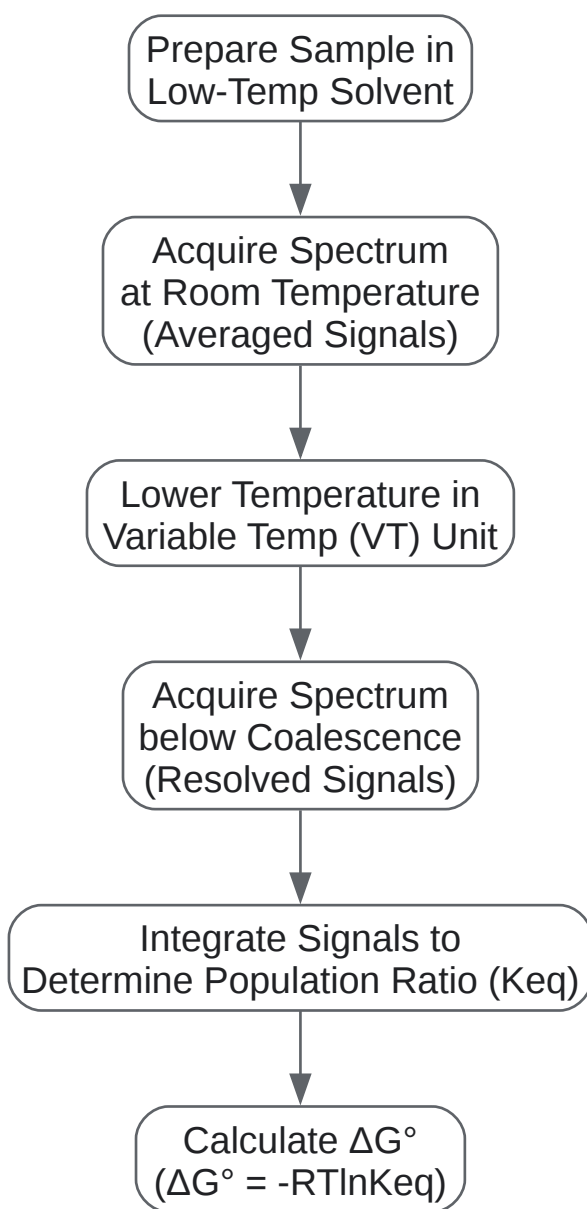 Prepare Sample in
Low-Temp Solvent
Acquire Spectrum
at Room Temperature
(Averaged Signals)
Lower Temperature in
Variable Temp (VT) Unit
Acquire Spectrum
below Coalescence
(Resolved Signals)
Integrate Signals to
Determine Population Ratio (Keq)
Calculate ΔG°
(ΔG° = -RTlnKeq)